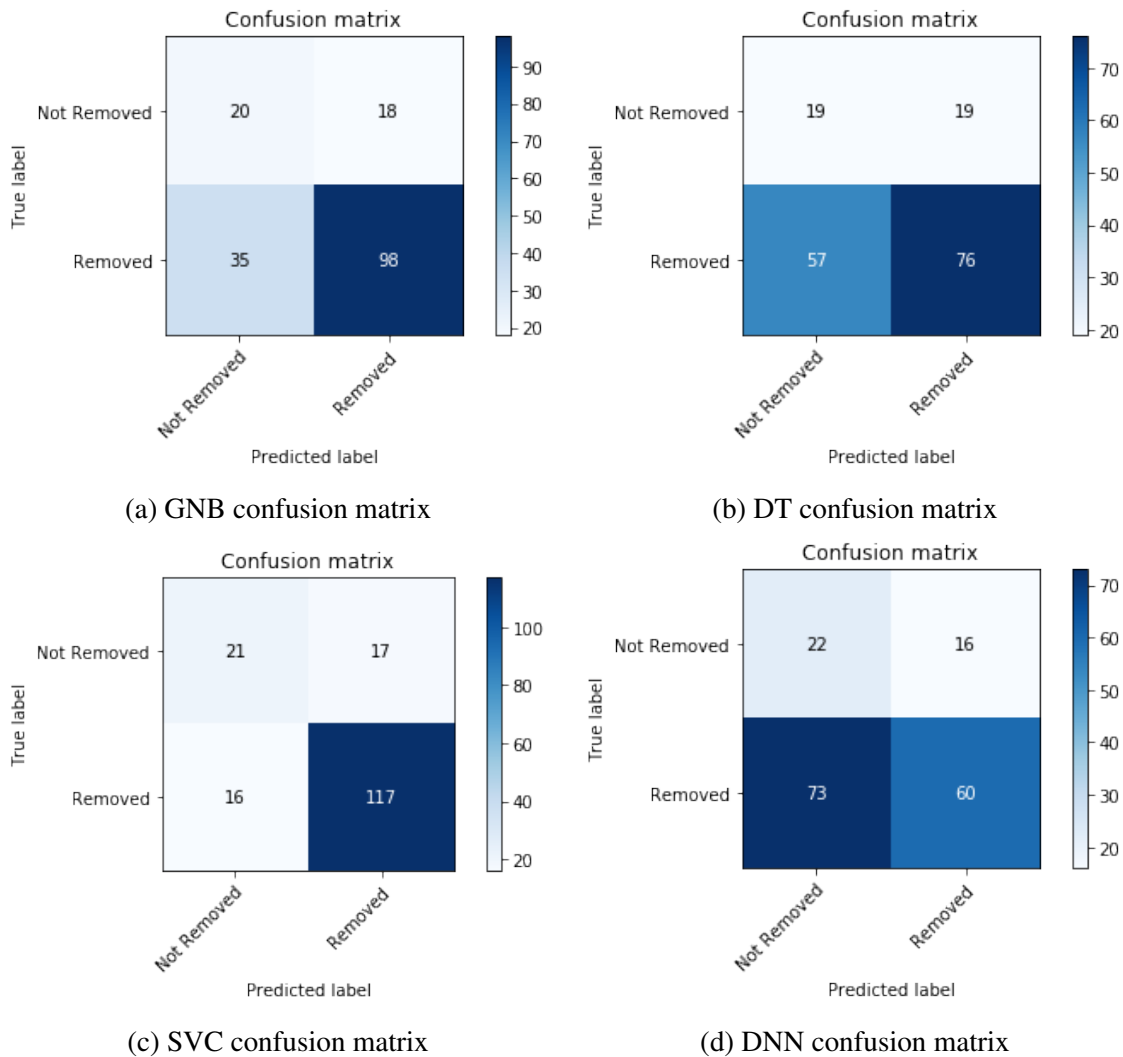 Confusion matrix
90
80
70
60
50
40
30
20
True label
Not Removed
Removed
20 18
35 98
Not Removed Removed
Predicted label
(a) GNB confusion matrix
Confusion matrix
70
60
50
40
30
20
True label
Not Removed
Removed
19 19
57 76
Not Removed Removed
Predicted label
(b) DT confusion matrix
Confusion matrix
100
80
60
40
20
True label
Not Removed
Removed
21 17
16 117
Not Removed Removed
Predicted label
(c) SVC confusion matrix
Confusion matrix
70
60
50
40
30
20
True label
Not Removed
Removed
22 16
73 60
Not Removed Removed
Predicted label
(d) DNN confusion matrix